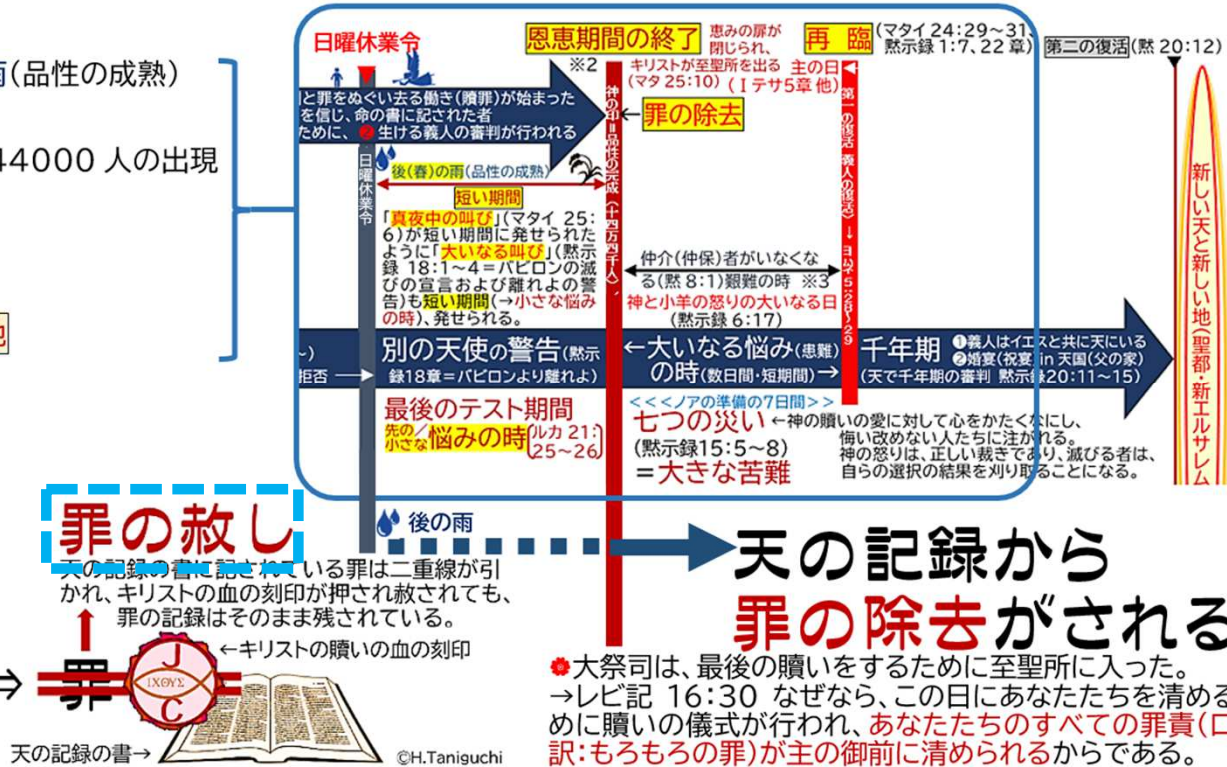 日曜休業令
恩恵期間の終了
※2
恵みの扉が
閉じられ、
キリストが至聖所を出る
(マタ 25:10)
再 臨
(マタイ 24:29～31、
黙示録 1:7、22 章)
主の日
(Ⅰテサ5章 他)
第二の復活(黙 20:12)
(品性の成熟)
44000 人の出現
と罪をぬぐい去る働き(贖罪)が始まった
を信じ、命の書に記された者
ために、❷生ける義人の審判が行われる
←罪の除去
日曜休業令
後(春)の雨(品性の成熟)
短い期間
「真夜中の叫び」(マタイ 25:
6)が短い期間に発せられた
ように「大いなる叫び」(黙示
録 18:1～4=バビロンの滅
びの宣言および離れよの警
告)も短い期間(→小さな悩み
の時)、発せられる。
神の印=品性の完成(十四万四千人)、
仲介(仲保)者がいなくな
る(黙 8:1)艱難の時 ※3
神と小羊の怒りの大いなる日
(黙示録 6:17)
第一の復活 義人の復活) → ヨハネ 5:28～29
新しい天と新しい地(聖都・新エルサレム
～)
拒否
別の天使の警告(黙示
録18章=バビロンより離れよ)
←大いなる悩み(患難)
の時(数日間・短期間)→
千年期
❶義人はイエスと共に天にいる
❷婚宴(祝宴) in 天国(父の家)
(天で千年期の審判 黙示録20:11～15)
最後のテスト期間
先の/
小さな悩みの時(ルカ 21:
25～26)
<<<ノアの準備の7日間>>
七つの災い
(黙示録15:5～8)
=大きな苦難
←神の贖いの愛に対して心をかたくなにし、
悔い改めない人たちに注がれる。
神の怒りは、正しい裁きであり、滅びる者は、
自らの選択の結果を刈り取ることになる。
罪の赦し
天の記録の書に記されている罪は二重線が引
かれ、キリストの血の刻印が押され赦されても、
罪の記録はそのまま残されている。
後の雨
天の記録から
罪の除去がされる
罪
J
ΙΧΘΥΣ
C
←キリストの贖いの血の刻印
天の記録の書→
©H.Taniguchi
大祭司は、最後の贖いをするために至聖所に入った。
→レビ記 16:30 なぜなら、この日にあなたたちを清める
めに贖いの儀式が行われ、あなたたちのすべての罪責(口
訳:もろもろの罪)が主の御前に清められるからである。